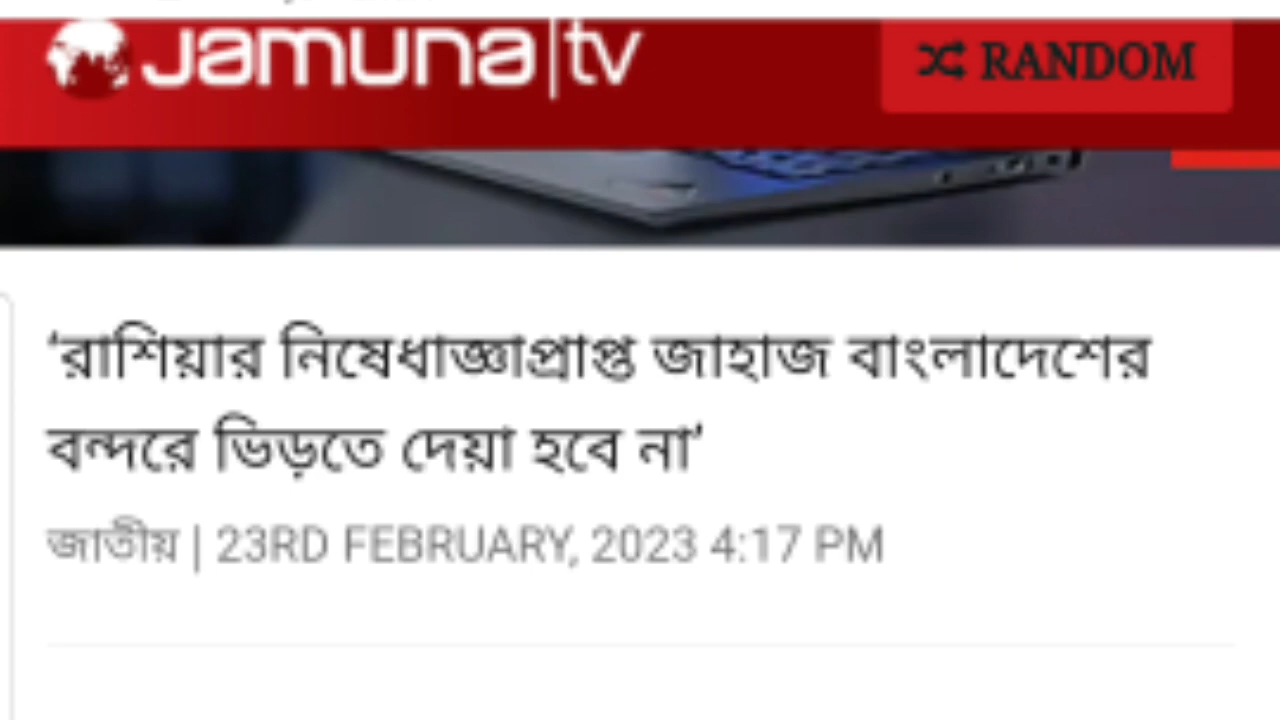 Jamuna|tv
RANDOM
‘রাশিয়ার নিষেধাজ্ঞাপ্রাপ্ত জাহাজ বাংলাদেশের
বন্দরে ভিড়তে দেয়া হবে না’
জাতীয় | 23RD FEBRUARY, 2023 4:17 PM